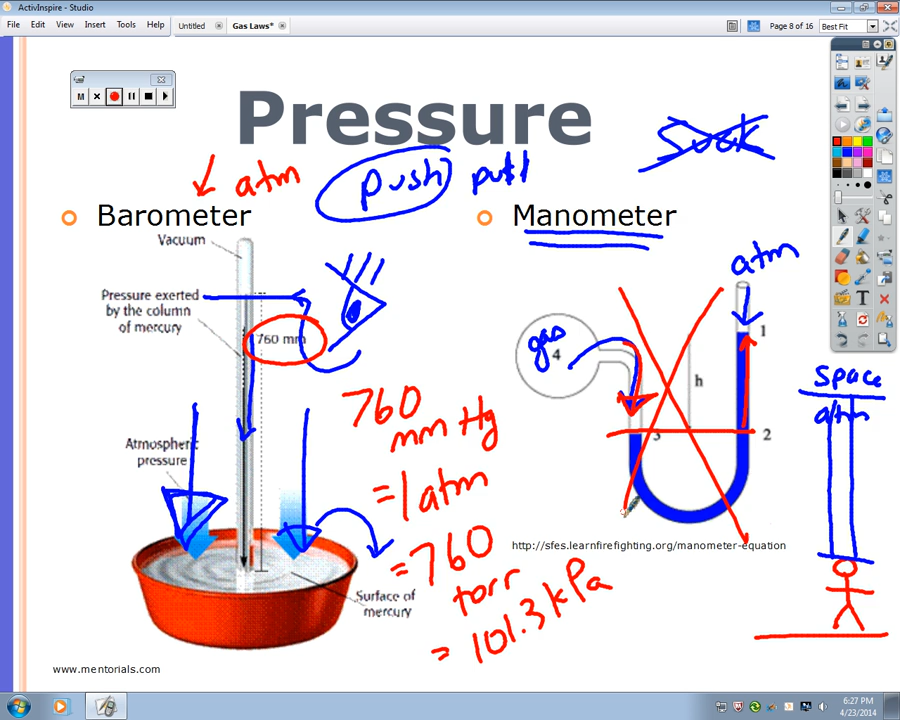 ActivInspire - Studio
File Edit View Insert Tools Help
Untitled
Gas Laws*
Page 8 of 16
Best Fit
M
Pressure
Suck
atm
push pull
Barometer
Manometer
Vacuum
Pressure exerted
by the column
of mercury
760 mm
Atmospheric
pressure
Surface of
mercury
760
mm Hg
= 1 atm
= 760
torr
= 101.3 kPa
atm
gas
4
1
h
3
2
space
atm
http://sfes.learnfirefighting.org/manometer-equation
www.mentorials.com
6:27 PM
4/23/2014